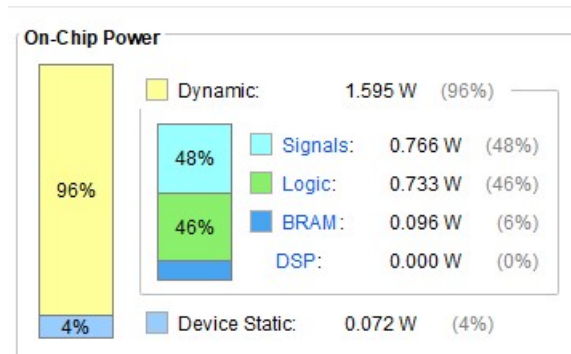 On-Chip Power
Dynamic: 1.595 W (96%)
96%
48%
Signals: 0.766 W (48%)
Logic: 0.733 W (46%)
46%
BRAM: 0.096 W (6%)
DSP: 0.000 W (0%)
4%
Device Static: 0.072 W (4%)